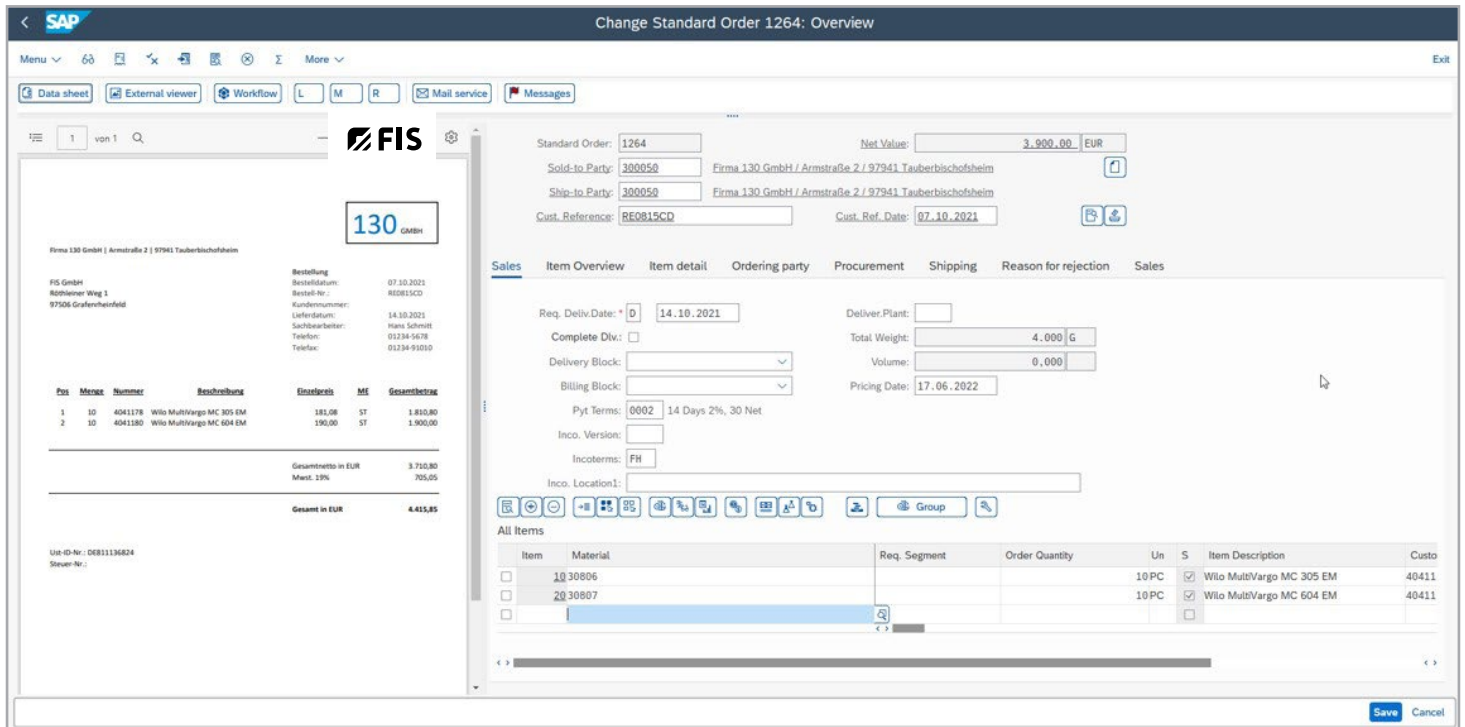 SAP
Change Standard Order 1264: Overview
Menu
More
Exit
Data sheet External viewer Workflow L M R Mail service Messages
1 von 1
FIS
130 GMBH
Firma 130 GmbH | Armstraße 2 | 97941 Tauberbischofsheim
FIS GmbH
Röthleiner Weg 1
97506 Grafenrheinfeld
Bestellung
Bestelldatum: 07.10.2021
Bestell-Nr.: RE0815CD
Kundennummer:
Lieferdatum: 14.10.2021
Sachbearbeiter: Hans Schmitt
Telefon: 01234-5678
Telefax: 01234-91010
Pos Menge Nummer Beschreibung Einzelpreis ME Gesamtbetrag
1 10 4041178 Wilo MultiVargo MC 305 EM 181,08 ST 1.810,80
2 10 4041180 Wilo MultiVargo MC 604 EM 190,00 ST 1.900,00
Gesamtnetto in EUR 3.710,80
Mwst. 19% 705,05
Gesamt in EUR 4.415,85
Ust-ID-Nr.: DE811136824
Steuer-Nr.:
Standard Order: 1264 Net Value: 3.900,00 EUR
Sold-to Party: 300050 Firma 130 GmbH / Armstraße 2 / 97941 Tauberbischofsheim
Ship-to Party: 300050 Firma 130 GmbH / Armstraße 2 / 97941 Tauberbischofsheim
Cust. Reference: RE0815CD Cust. Ref. Date: 07.10.2021
Sales Item Overview Item detail Ordering party Procurement Shipping Reason for rejection Sales
Req. Deliv.Date: * D 14.10.2021 Deliver.Plant:
Complete Dlv.: Total Weight: 4.000 G
Delivery Block: Volume: 0,000
Billing Block: Pricing Date: 17.06.2022
Pyt Terms: 0002 14 Days 2%, 30 Net
Inco. Version:
Incoterms: FH
Inco. Location1:
Group
All Items
Item Material Req. Segment Order Quantity Un S Item Description Custo
10 30806 10 PC Wilo MultiVargo MC 305 EM 40411
20 30807 10 PC Wilo MultiVargo MC 604 EM 40411
Save Cancel